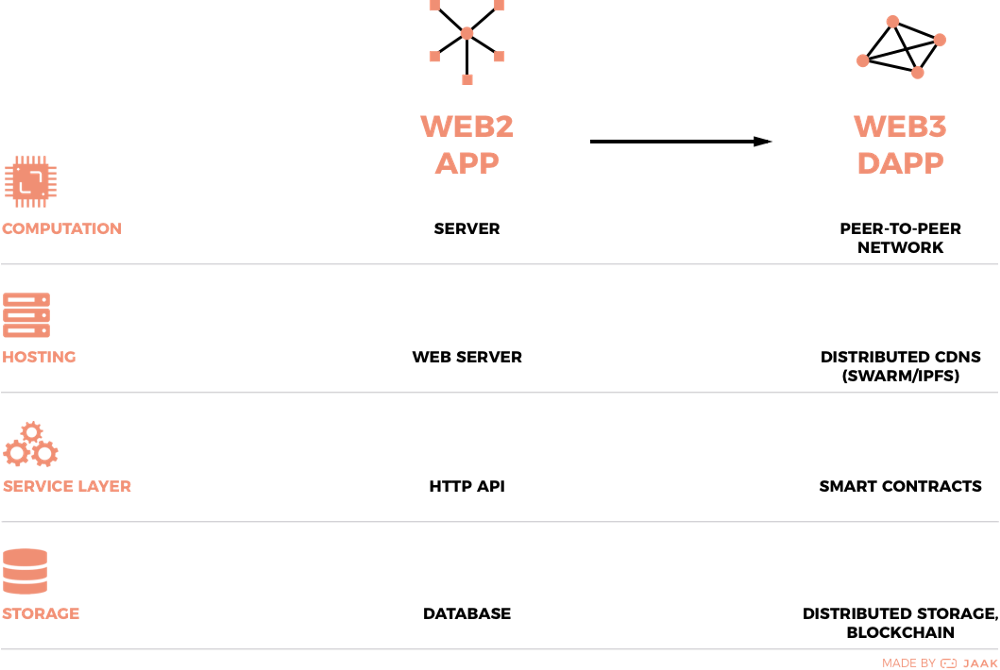 WEB2
APP
WEB3
DAPP
COMPUTATION
SERVER
PEER-TO-PEER
NETWORK
HOSTING
WEB SERVER
DISTRIBUTED CDNS
(SWARM/IPFS)
SERVICE LAYER
HTTP API
SMART CONTRACTS
STORAGE
DATABASE
DISTRIBUTED STORAGE,
BLOCKCHAIN
MADE BY JAAK